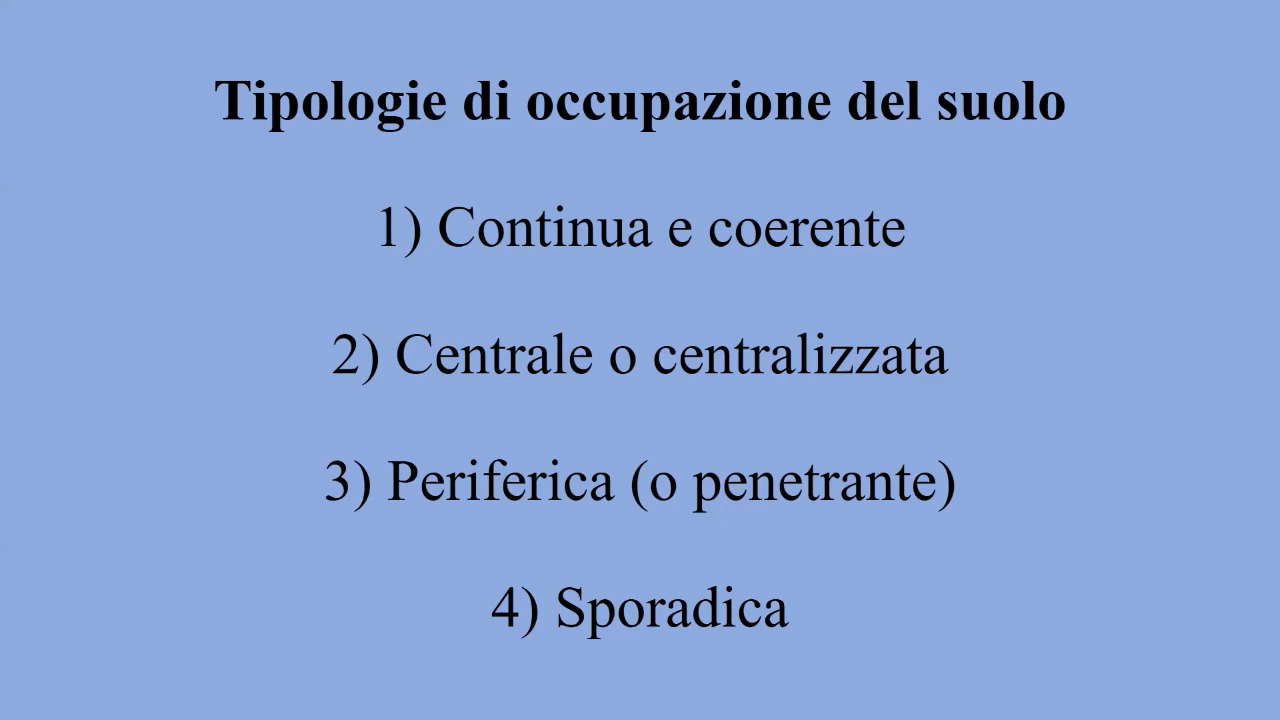 Tipologie di occupazione del suolo
1) Continua e coerente
2) Centrale o centralizzata
3) Periferica (o penetrante)
4) Sporadica